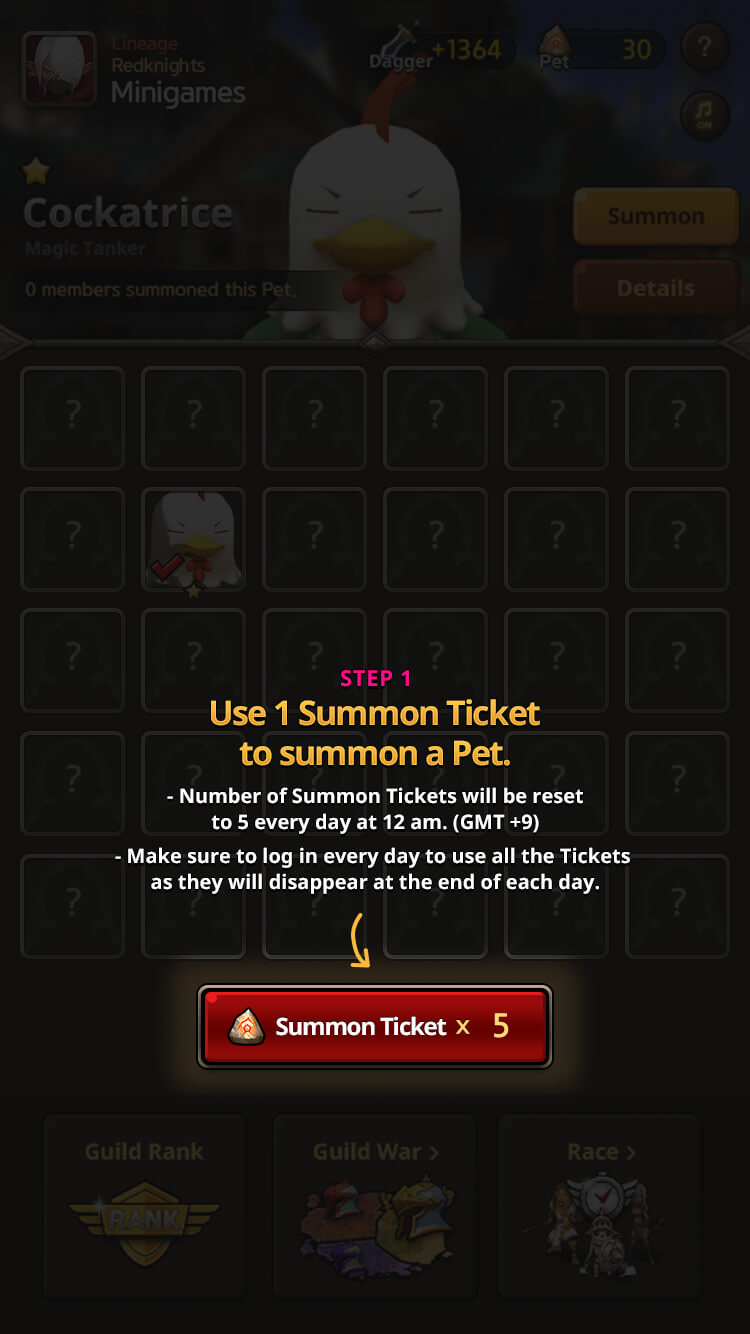 Lineage
Redknights
Minigames
Dagger +1364
Pet 30
?
ON
Cockatrice
Magic Tanker
0 members summoned this Pet.
Summon
Details
? ? ? ? ? ?
? ? ? ? ?
? ? ? ? ? ?
STEP 1
Use 1 Summon Ticket
to summon a Pet.
? ? ? ? ? ?
- Number of Summon Tickets will be reset
to 5 every day at 12 am. (GMT +9)
- Make sure to log in every day to use all the Tickets
as they will disappear at the end of each day.
? ? ? ? ? ?
Summon Ticket x 5
Guild Rank
Guild War >
Race >
RANK